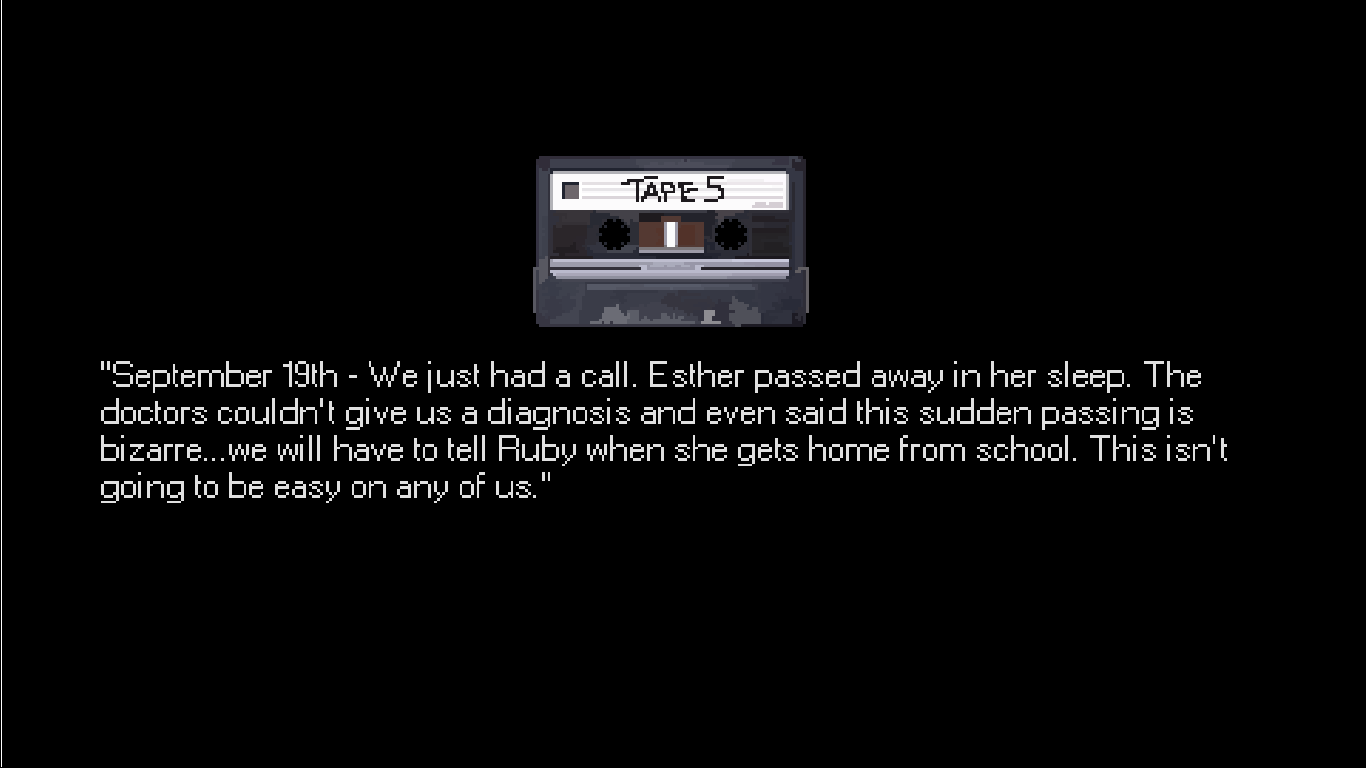 TAPE 5
"September 19th - We just had a call. Esther passed away in her sleep. The
doctors couldn't give us a diagnosis and even said this sudden passing is
bizarre...we will have to tell Ruby when she gets home from school. This isn't
going to be easy on any of us."